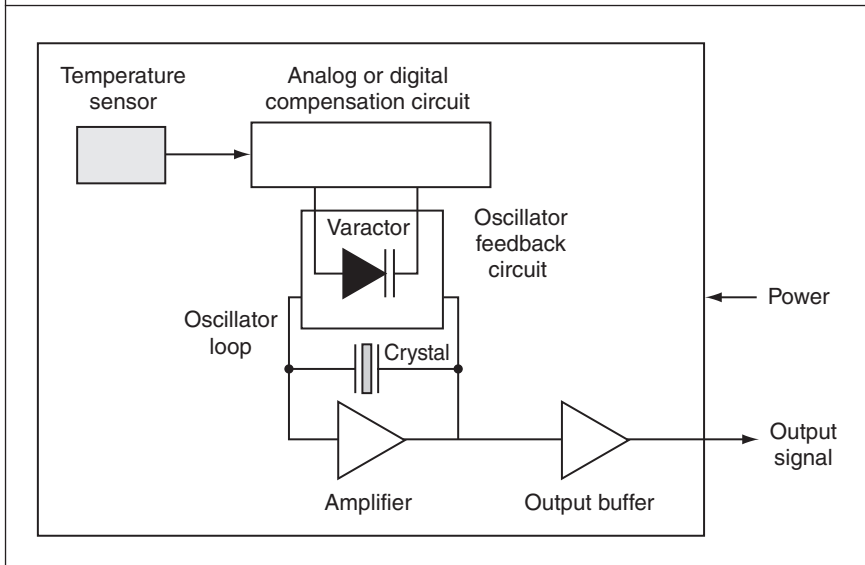 Temperature
sensor
Analog or digital
compensation circuit
Varactor
Oscillator
feedback
circuit
Power
Oscillator
loop
Crystal
Output
signal
Amplifier
Output buffer